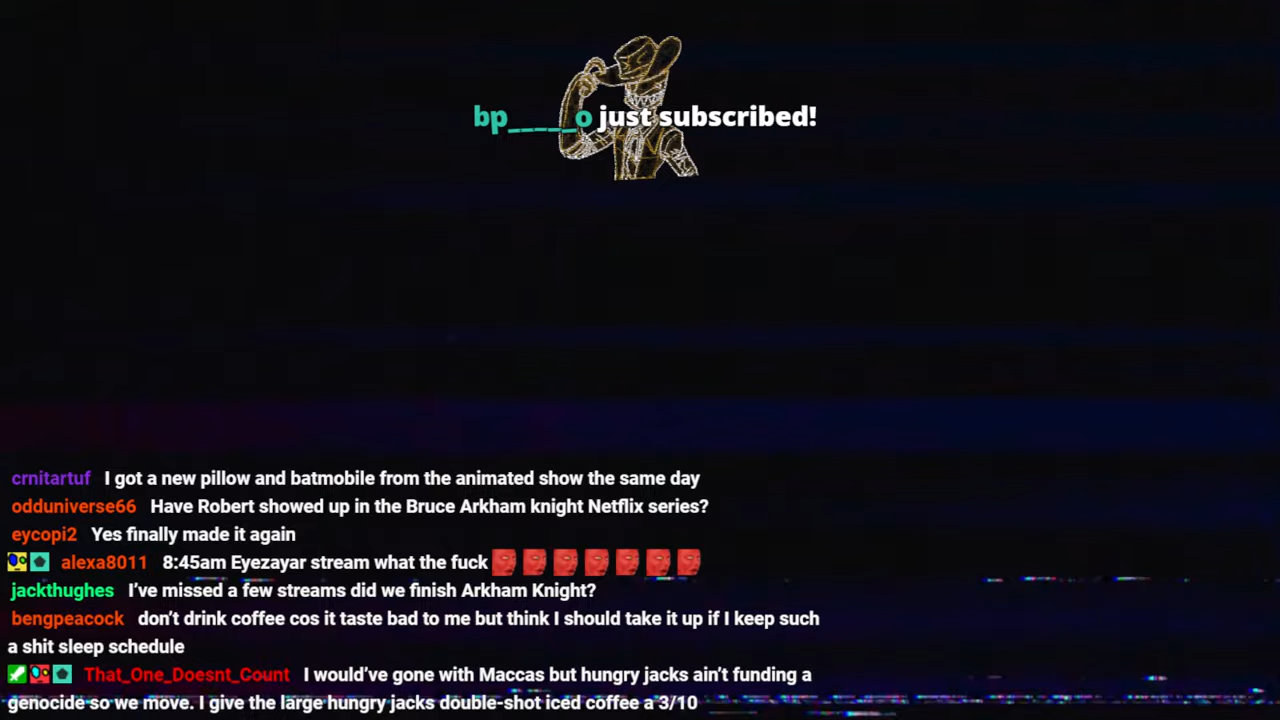 bp_____o just subscribed!
crnitartuf I got a new pillow and batmobile from the animated show the same day
odduniverse66 Have Robert showed up in the Bruce Arkham knight Netflix series?
eycopi2 Yes finally made it again
alexa8011 8:45am Eyezayar stream what the fuck
jackthughes I’ve missed a few streams did we finish Arkham Knight?
bengpeacock don’t drink coffee cos it taste bad to me but think I should take it up if I keep such
a shit sleep schedule
That_One_Doesnt_Count I would’ve gone with Maccas but hungry jacks ain’t funding a
genocide so we move. I give the large hungry jacks double-shot iced coffee a 3/10